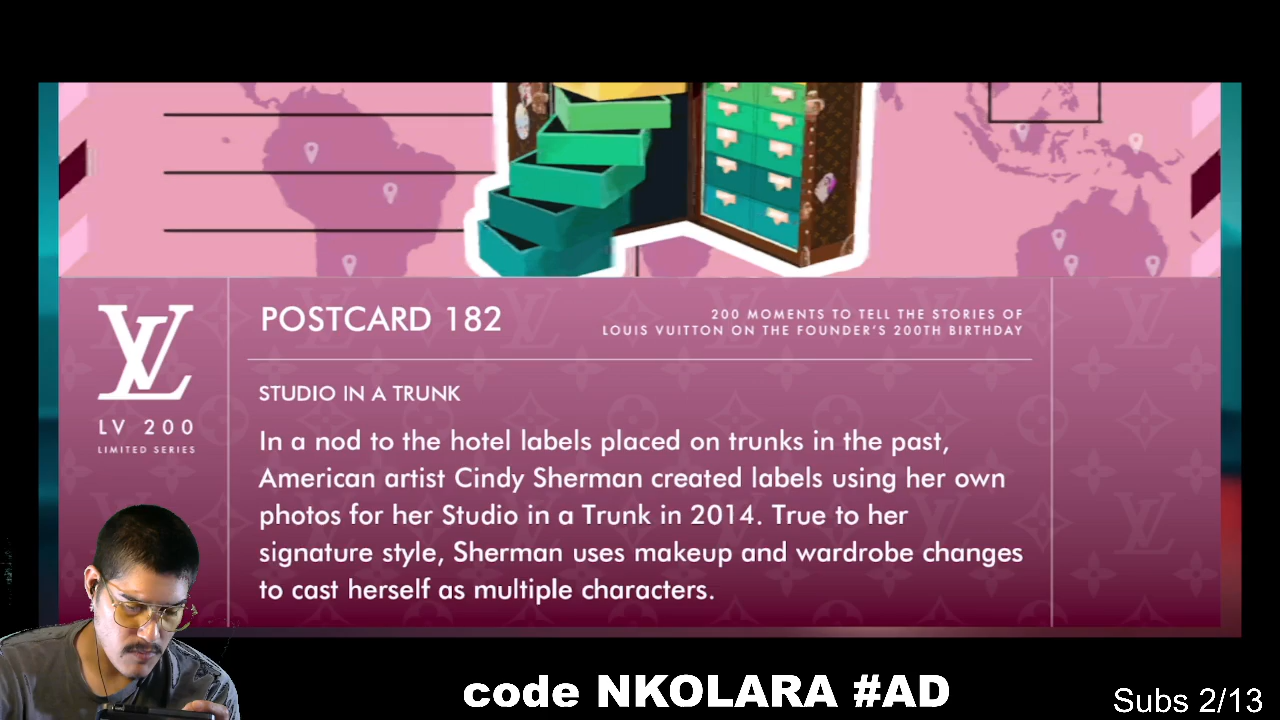 POSTCARD 182
200 MOMENTS TO TELL THE STORIES OF
LOUIS VUITTON ON THE FOUNDER'S 200TH BIRTHDAY
LV
LV 200
LIMITED SERIES
STUDIO IN A TRUNK
In a nod to the hotel labels placed on trunks in the past,
American artist Cindy Sherman created labels using her own
photos for her Studio in a Trunk in 2014. True to her
signature style, Sherman uses makeup and wardrobe changes
to cast herself as multiple characters.
code NKOLARA #AD
Subs 2/13